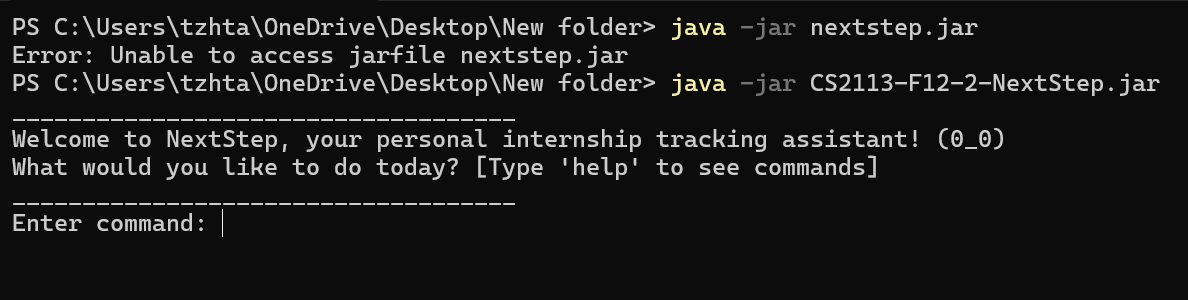 PS C:\Users\tzhta\OneDrive\Desktop\New folder> java -jar nextstep.jar
Error: Unable to access jarfile nextstep.jar
PS C:\Users\tzhta\OneDrive\Desktop\New folder> java -jar CS2113-F12-2-NextStep.jar
____________________________________
Welcome to NextStep, your personal internship tracking assistant! (0_0)
What would you like to do today? [Type 'help' to see commands]
____________________________________
Enter command: